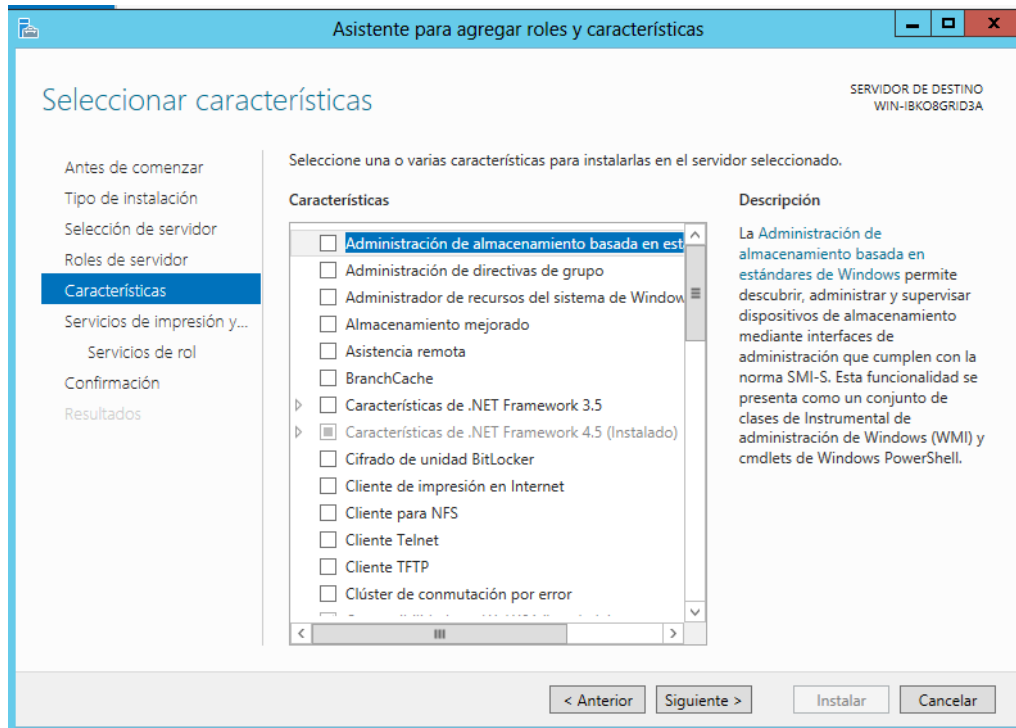 Asistente para agregar roles y características
Seleccionar características
SERVIDOR DE DESTINO
WIN-IBKO8GRID3A
Antes de comenzar
Tipo de instalación
Selección de servidor
Roles de servidor
Características
Servicios de impresión y...
Servicios de rol
Confirmación
Resultados
Seleccione una o varias características para instalarlas en el servidor seleccionado.
Características
Administración de almacenamiento basada en est
Administración de directivas de grupo
Administrador de recursos del sistema de Window
Almacenamiento mejorado
Asistencia remota
BranchCache
Características de .NET Framework 3.5
Características de .NET Framework 4.5 (Instalado)
Cifrado de unidad BitLocker
Cliente de impresión en Internet
Cliente para NFS
Cliente Telnet
Cliente TFTP
Clúster de conmutación por error
Descripción
La Administración de
almacenamiento basada en
estándares de Windows permite
descubrir, administrar y supervisar
dispositivos de almacenamiento
mediante interfaces de
administración que cumplen con la
norma SMI-S. Esta funcionalidad se
presenta como un conjunto de
clases de Instrumental de
administración de Windows (WMI) y
cmdlets de Windows PowerShell.
< Anterior
Siguiente >
Instalar
Cancelar